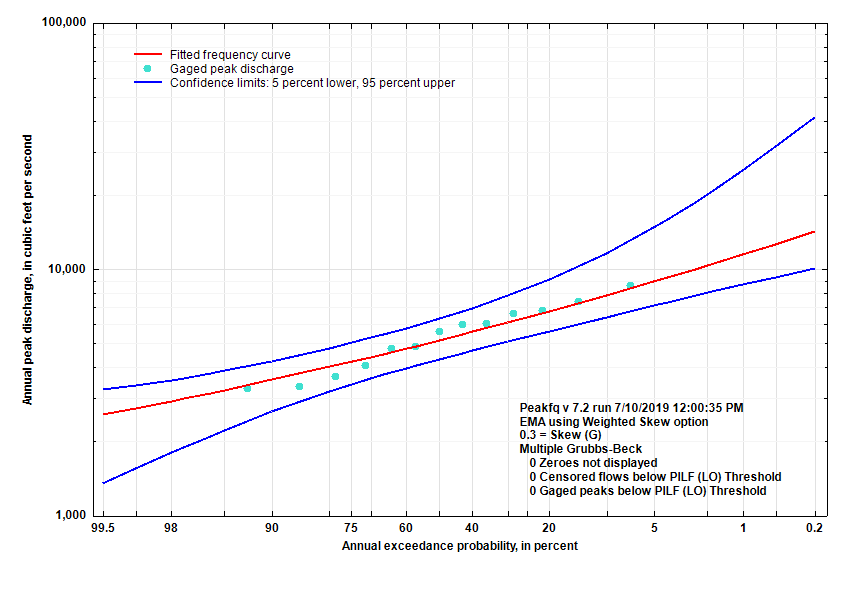 100,000
Fitted frequency curve
Gaged peak discharge
Confidence limits: 5 percent lower, 95 percent upper
Annual peak discharge, in cubic feet per second
10,000
Peakfq v 7.2 run 7/10/2019 12:00:35 PM
EMA using Weighted Skew option
0.3 = Skew (G)
Multiple Grubbs-Beck
0 Zeroes not displayed
0 Censored flows below PILF (LO) Threshold
0 Gaged peaks below PILF (LO) Threshold
1,000
99.5 98 90 75 60 40 20 5 1 0.2
Annual exceedance probability, in percent